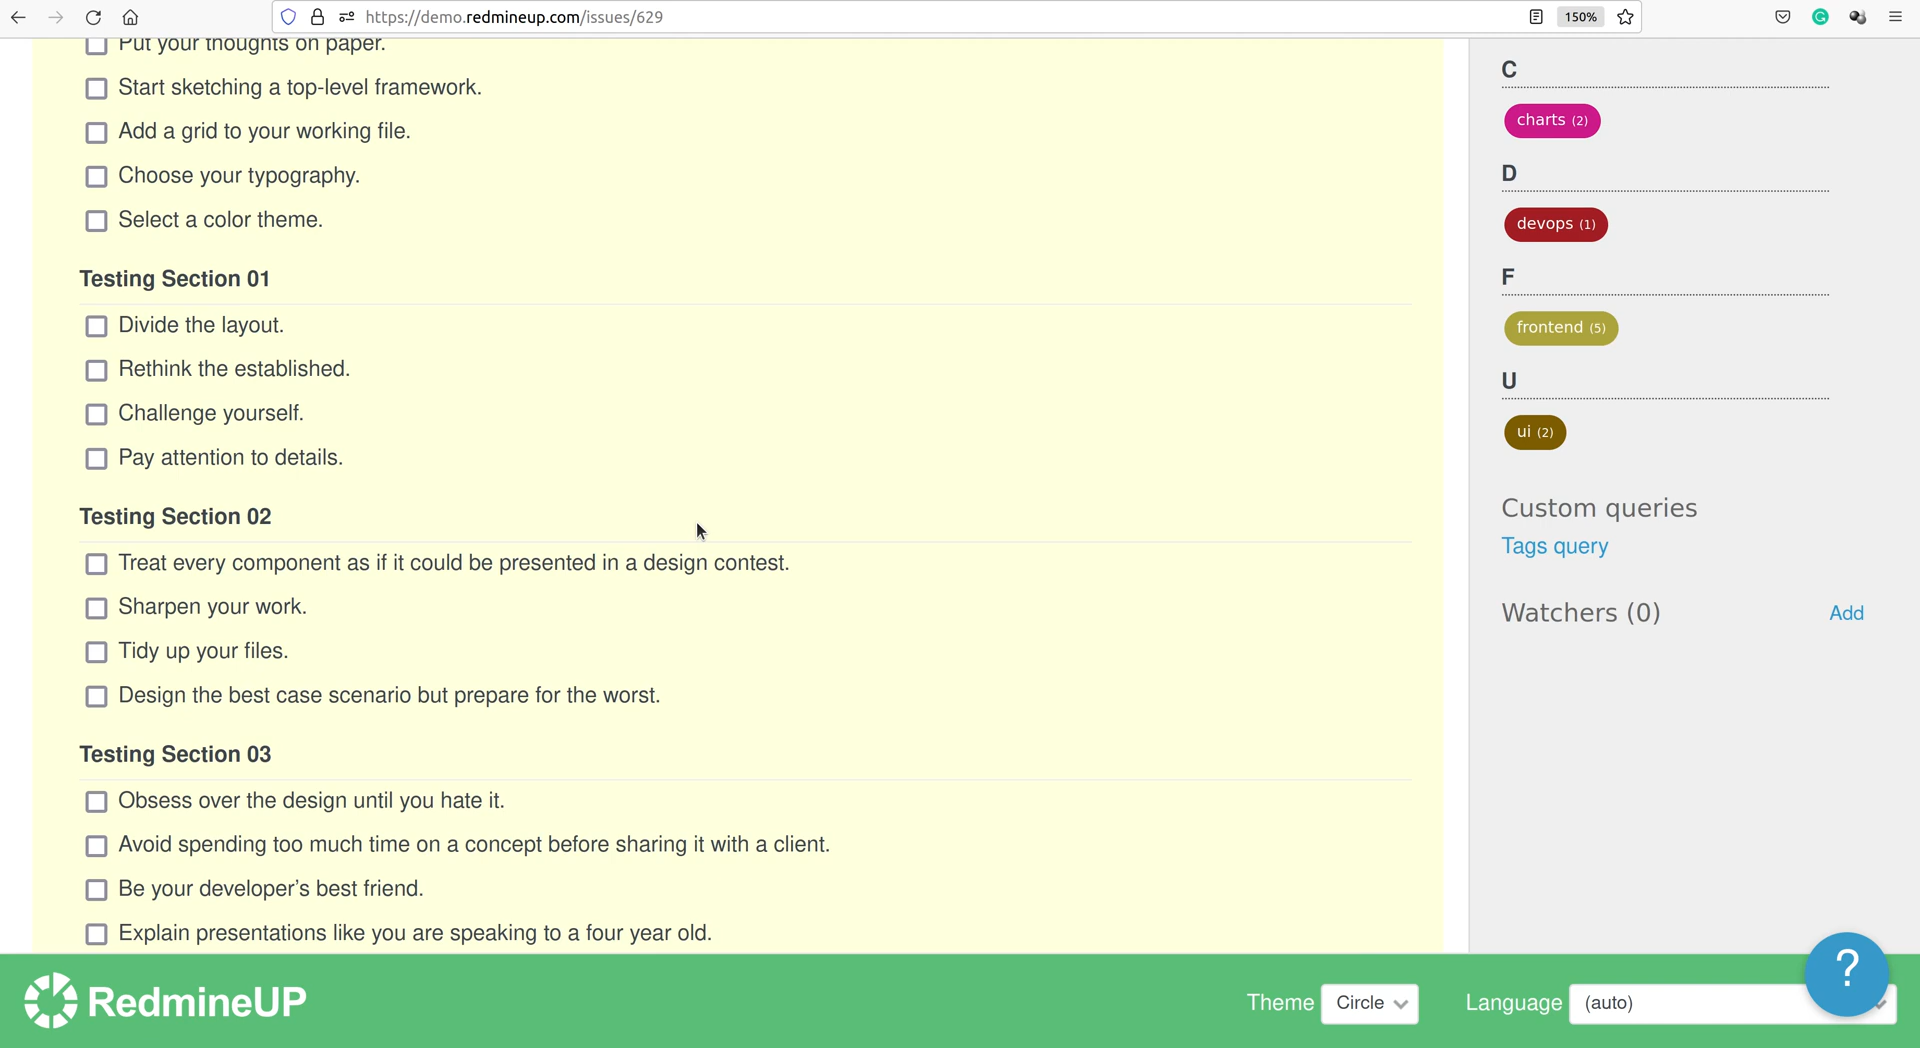 https://demo.redmineup.com/issues/629
150%
Put your thoughts on paper.
Start sketching a top-level framework.
Add a grid to your working file.
Choose your typography.
Select a color theme.
Testing Section 01
Divide the layout.
Rethink the established.
Challenge yourself.
Pay attention to details.
Testing Section 02
Treat every component as if it could be presented in a design contest.
Sharpen your work.
Tidy up your files.
Design the best case scenario but prepare for the worst.
Testing Section 03
Obsess over the design until you hate it.
Avoid spending too much time on a concept before sharing it with a client.
Be your developer’s best friend.
Explain presentations like you are speaking to a four year old.
C
charts (2)
D
devops (1)
F
frontend (5)
U
ui (2)
Custom queries
Tags query
Watchers (0) Add
?
RedmineUP
Theme Circle
Language (auto)